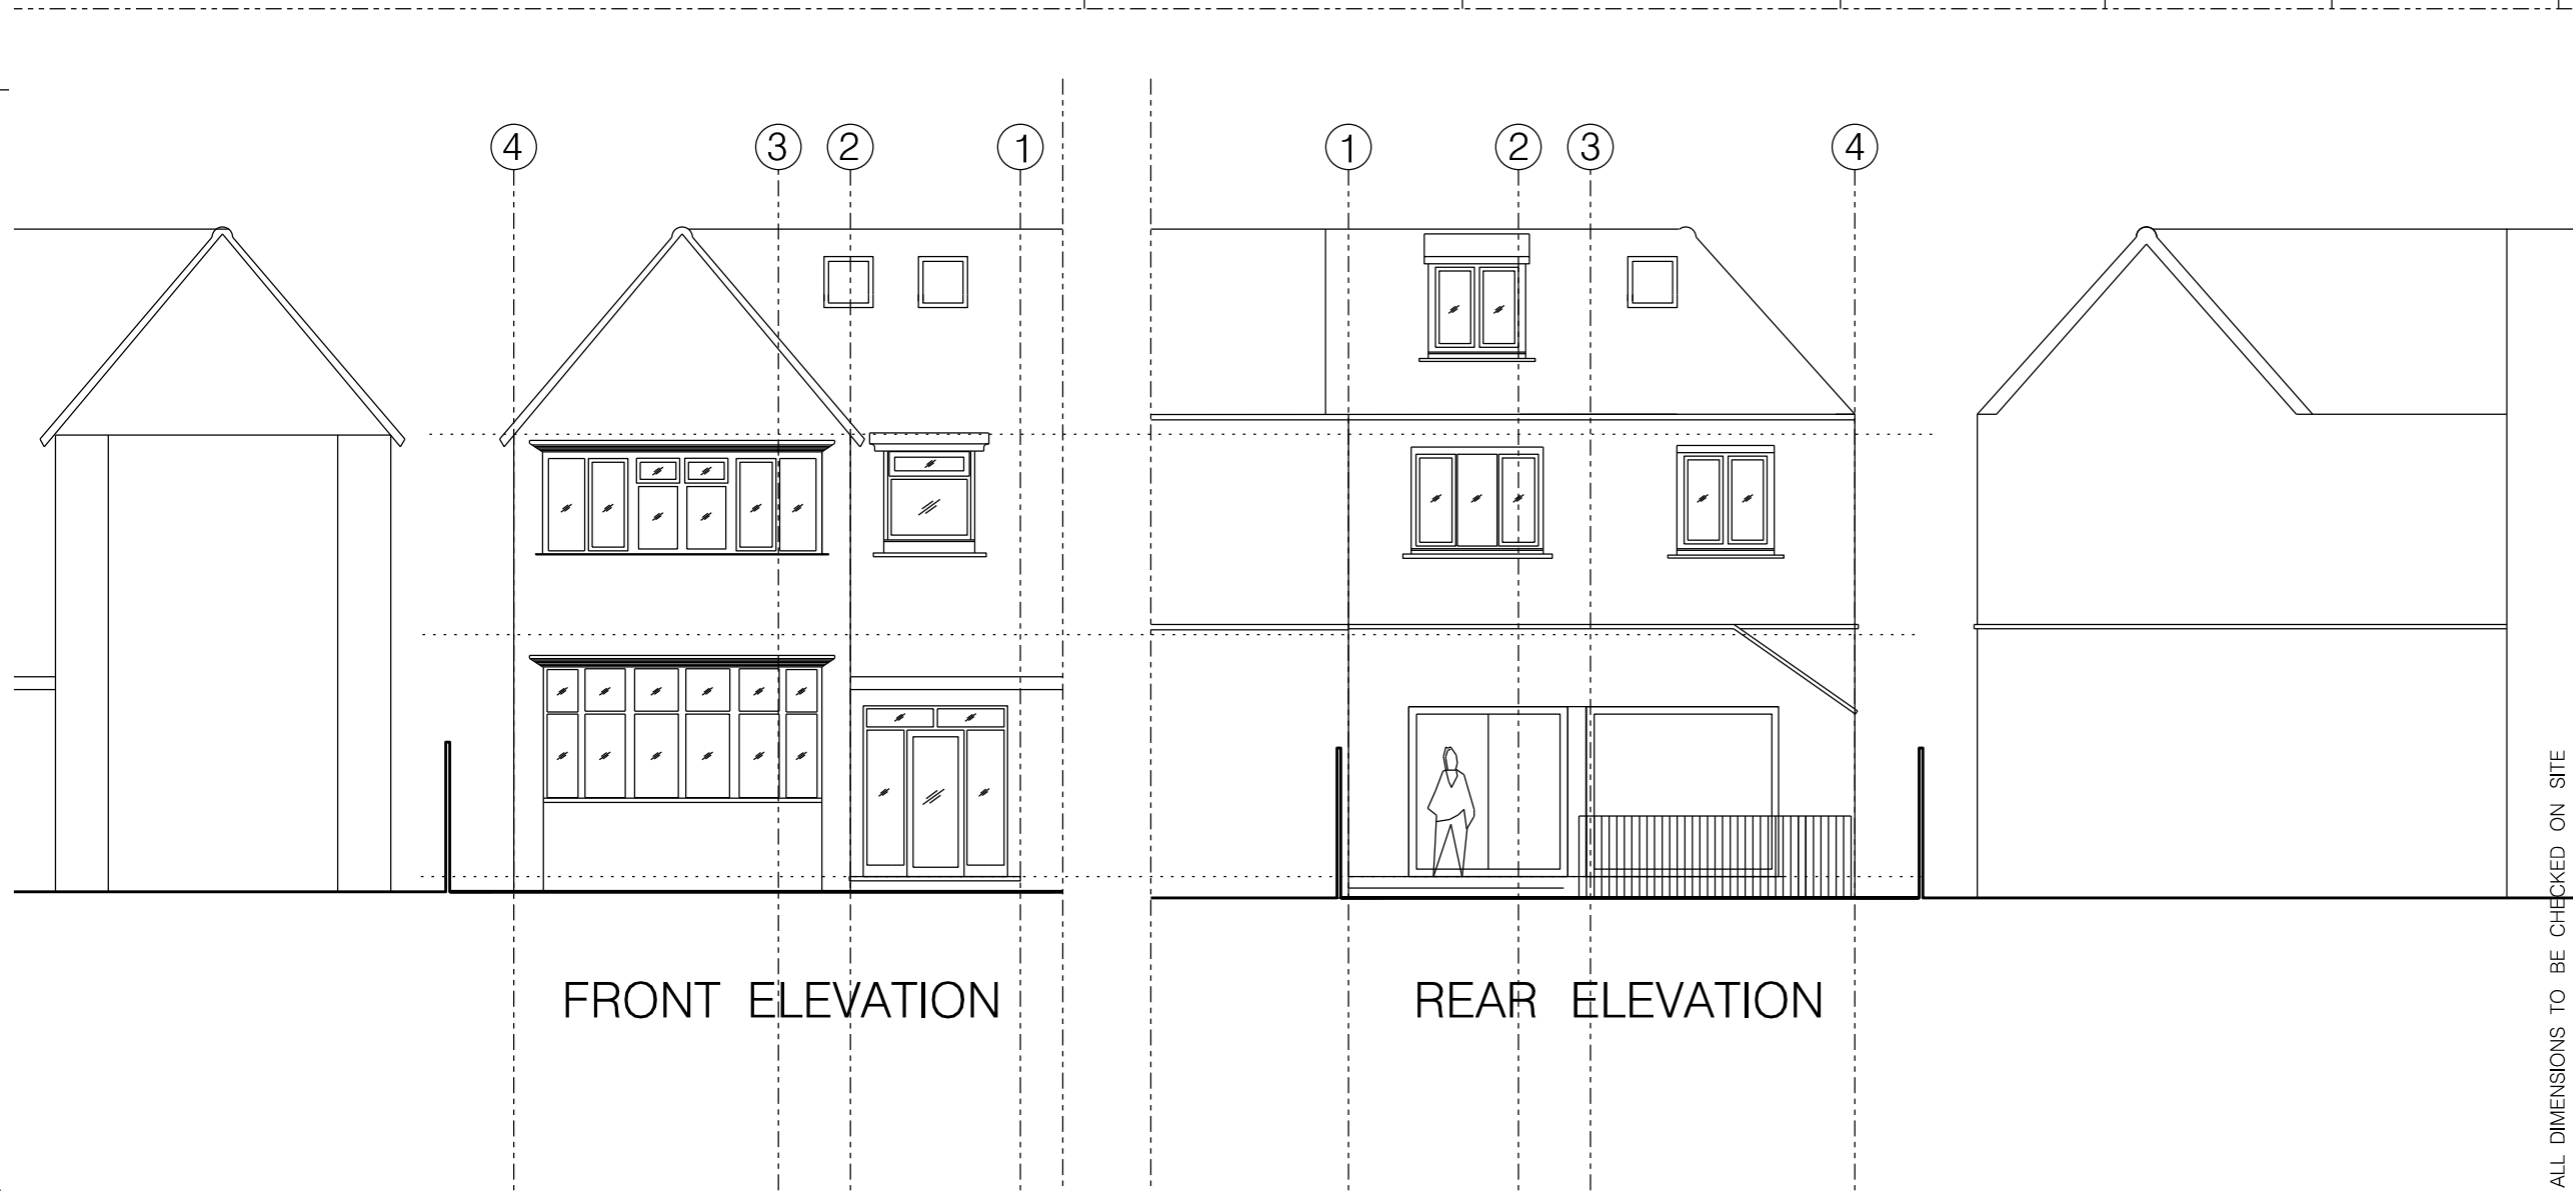 4 3 2 1 1 2 3 4
FRONT ELEVATION
REAR ELEVATION
ALL DIMENSIONS TO BE CHECKED ON SITE